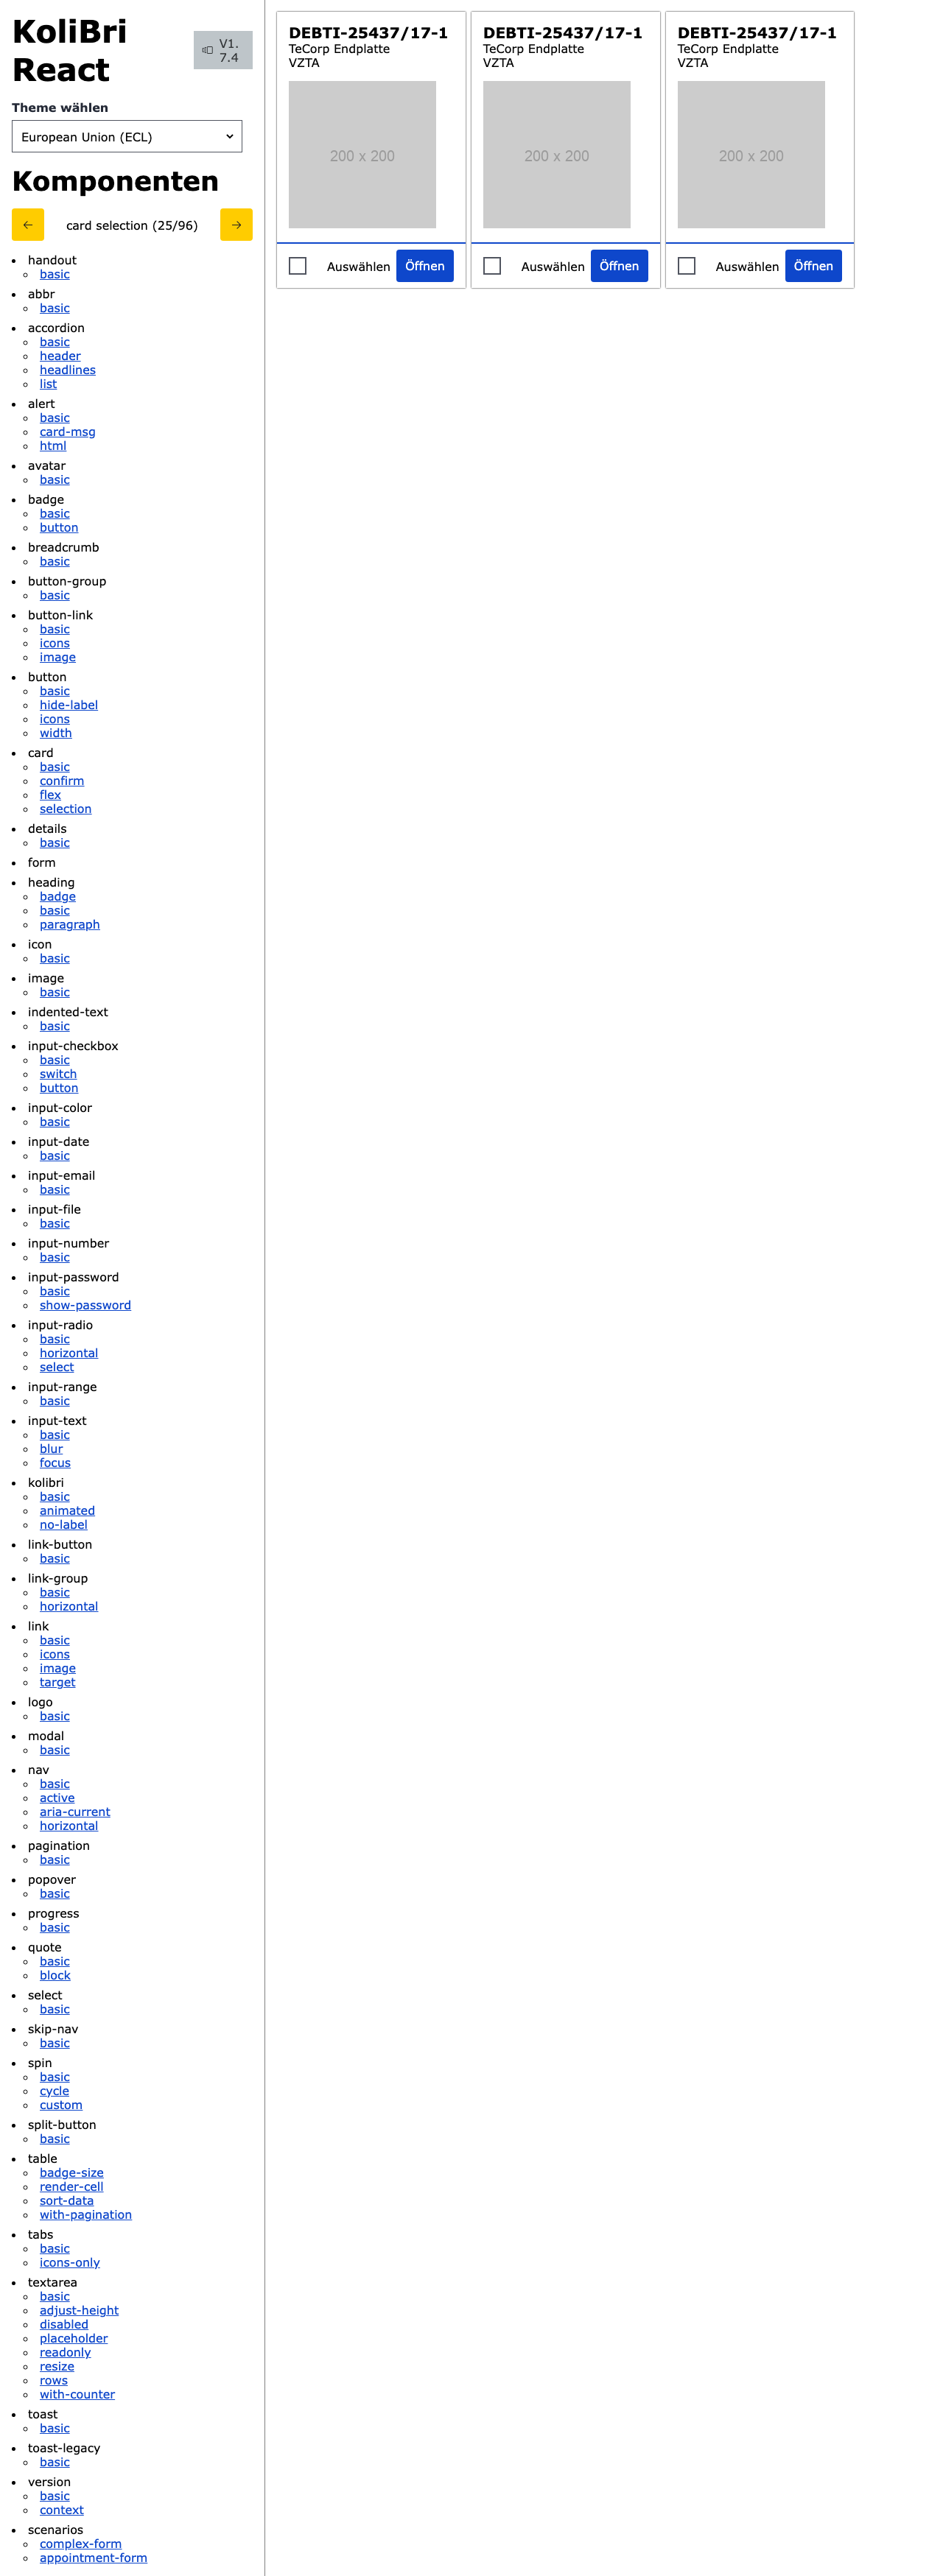 KoliBri
React
V1.
7.4
Theme wählen
European Union (ECL)
Komponenten
card selection (25/96)
handout
basic
abbr
basic
accordion
basic
header
headlines
list
alert
basic
card-msg
html
avatar
basic
badge
basic
button
breadcrumb
basic
button-group
basic
button-link
basic
icons
image
button
basic
hide-label
icons
width
card
basic
confirm
flex
selection
details
basic
form
heading
badge
basic
paragraph
icon
basic
image
basic
indented-text
basic
input-checkbox
basic
switch
button
input-color
basic
input-date
basic
input-email
basic
input-file
basic
input-number
basic
input-password
basic
show-password
input-radio
basic
horizontal
select
input-range
basic
input-text
basic
blur
focus
kolibri
basic
animated
no-label
link-button
basic
link-group
basic
horizontal
link
basic
icons
image
target
logo
basic
modal
basic
nav
basic
active
aria-current
horizontal
pagination
basic
popover
basic
progress
basic
quote
basic
block
select
basic
skip-nav
basic
spin
basic
cycle
custom
split-button
basic
table
badge-size
render-cell
sort-data
with-pagination
tabs
basic
icons-only
textarea
basic
adjust-height
disabled
placeholder
readonly
resize
rows
with-counter
toast
basic
toast-legacy
basic
version
basic
context
scenarios
complex-form
appointment-form
DEBTI-25437/17-1
TeCorp Endplatte
VZTA
200 x 200
Auswählen Öffnen
DEBTI-25437/17-1
TeCorp Endplatte
VZTA
200 x 200
Auswählen Öffnen
DEBTI-25437/17-1
TeCorp Endplatte
VZTA
200 x 200
Auswählen Öffnen